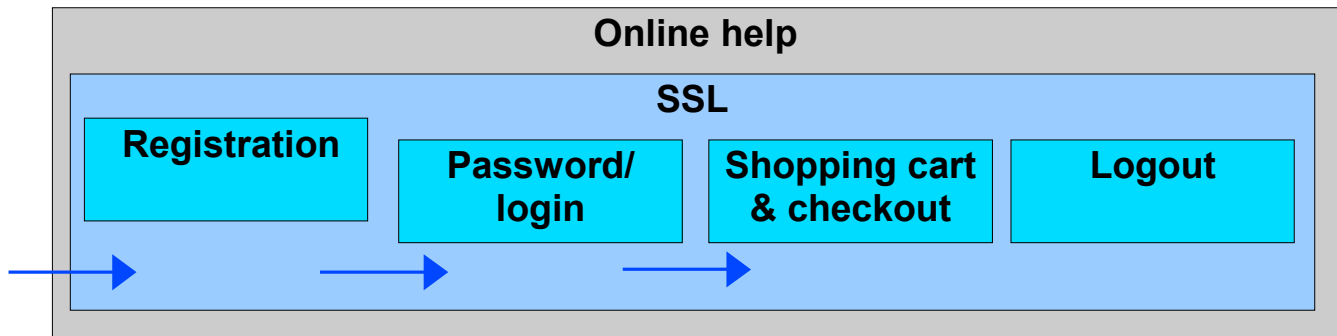 Online help
SSL
Registration
Password/
login
Shopping cart
& checkout
Logout